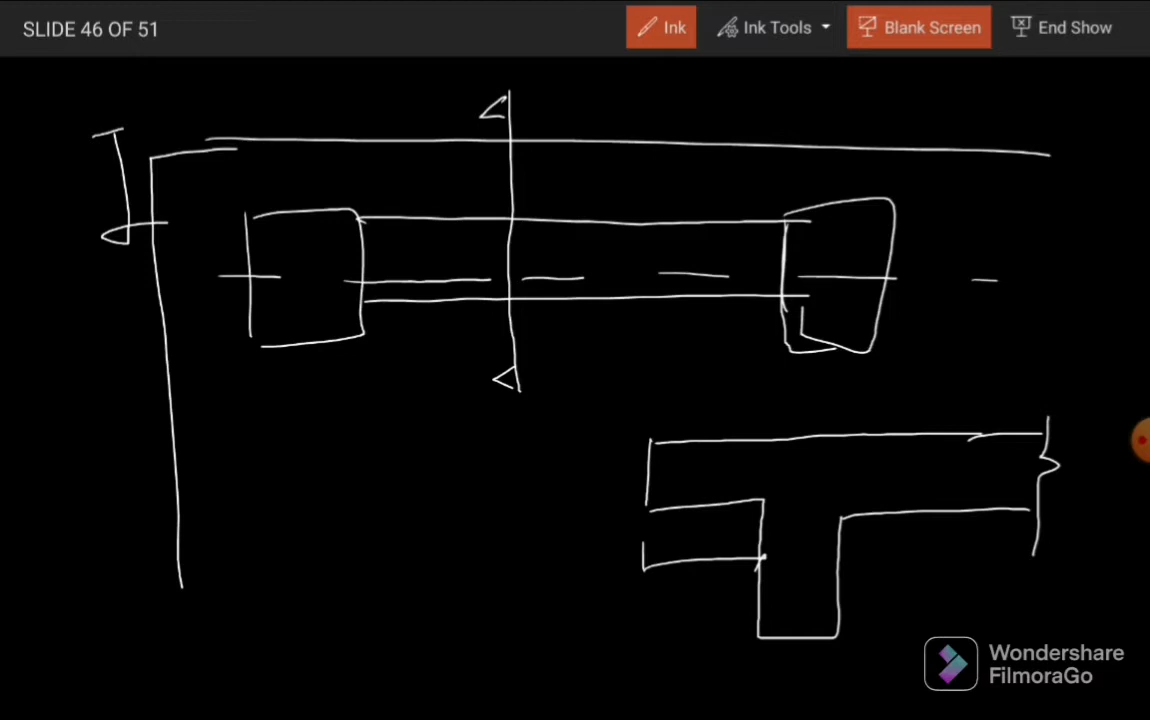 SLIDE 46 OF 51
Ink
Ink Tools
Blank Screen
End Show
Wondershare
FilmoraGo